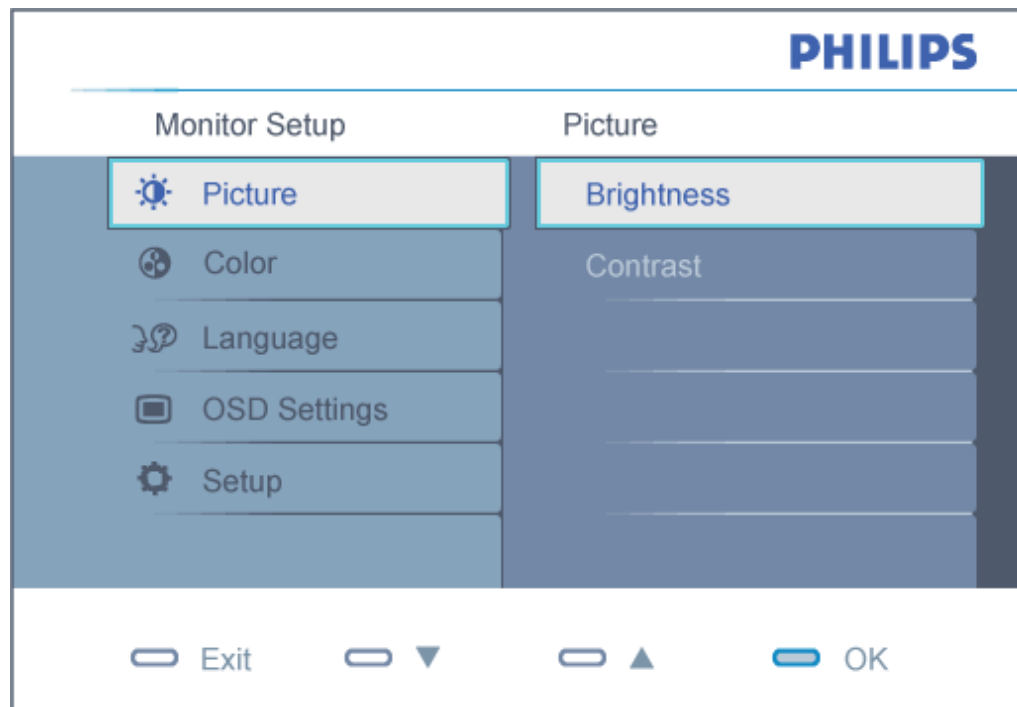 PHILIPS
Monitor Setup
Picture
Picture
Brightness
Color
Contrast
Language
OSD Settings
Setup
Exit ▼ ▲ OK